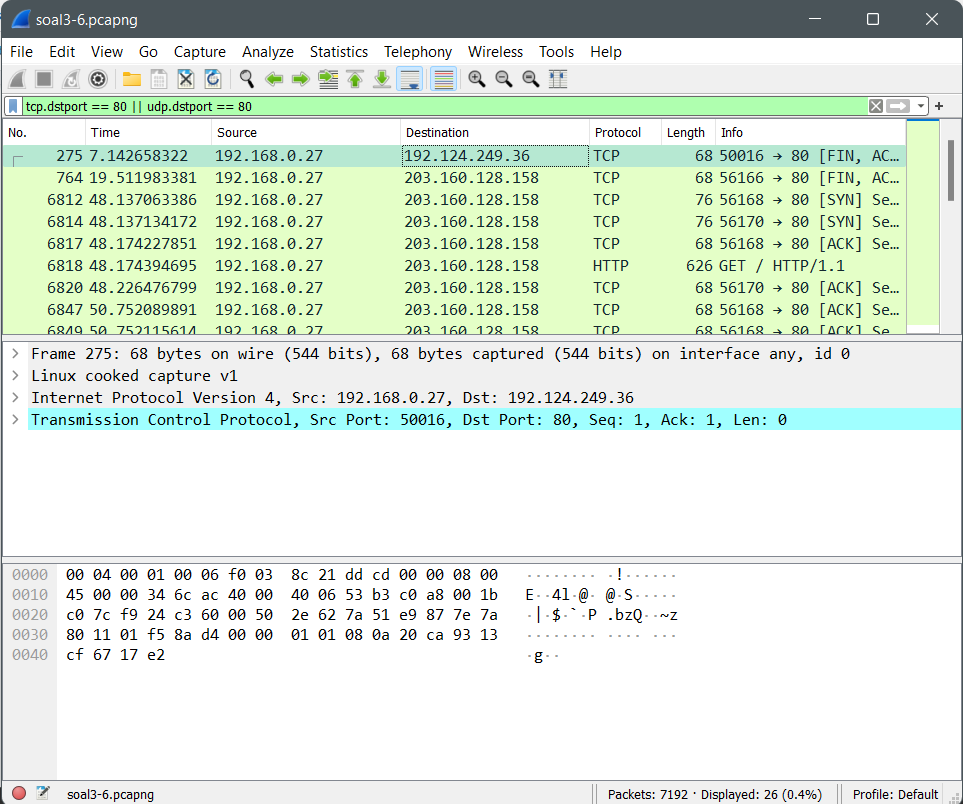 soal3-6.pcapng
File Edit View Go Capture Analyze Statistics Telephony Wireless Tools Help
tcp.dstport == 80 || udp.dstport == 80
No. Time Source Destination Protocol Length Info
275 7.142658322 192.168.0.27 192.124.249.36 TCP 68 50016 → 80 [FIN, AC…
764 19.511983381 192.168.0.27 203.160.128.158 TCP 68 56166 → 80 [FIN, AC…
6812 48.137063386 192.168.0.27 203.160.128.158 TCP 76 56168 → 80 [SYN] Se…
6814 48.137134172 192.168.0.27 203.160.128.158 TCP 76 56170 → 80 [SYN] Se…
6817 48.174227851 192.168.0.27 203.160.128.158 TCP 68 56168 → 80 [ACK] Se…
6818 48.174394695 192.168.0.27 203.160.128.158 HTTP 626 GET / HTTP/1.1
6820 48.226476799 192.168.0.27 203.160.128.158 TCP 68 56170 → 80 [ACK] Se…
6847 50.752089891 192.168.0.27 203.160.128.158 TCP 68 56168 → 80 [ACK] Se…
6849 50.752115614 192.168.0.27 203.160.128.158 TCP 68 56168 → 80 [ACK] Se…
Frame 275: 68 bytes on wire (544 bits), 68 bytes captured (544 bits) on interface any, id 0
Linux cooked capture v1
Internet Protocol Version 4, Src: 192.168.0.27, Dst: 192.124.249.36
Transmission Control Protocol, Src Port: 50016, Dst Port: 80, Seq: 1, Ack: 1, Len: 0
0000 00 04 00 01 00 06 f0 03 8c 21 dd cd 00 00 08 00 ········ ·!······
0010 45 00 00 34 6c ac 40 00 40 06 53 b3 c0 a8 00 1b E··4l·@· @·S·····
0020 c0 7c f9 24 c3 60 00 50 2e 62 7a 51 e9 87 7e 7a ·|·$·`·P .bzQ··~z
0030 80 11 01 f5 8a d4 00 00 01 01 08 0a 20 ca 93 13 ········ ···· ···
0040 cf 67 17 e2 ·g··
soal3-6.pcapng Packets: 7192 · Displayed: 26 (0.4%) Profile: Default